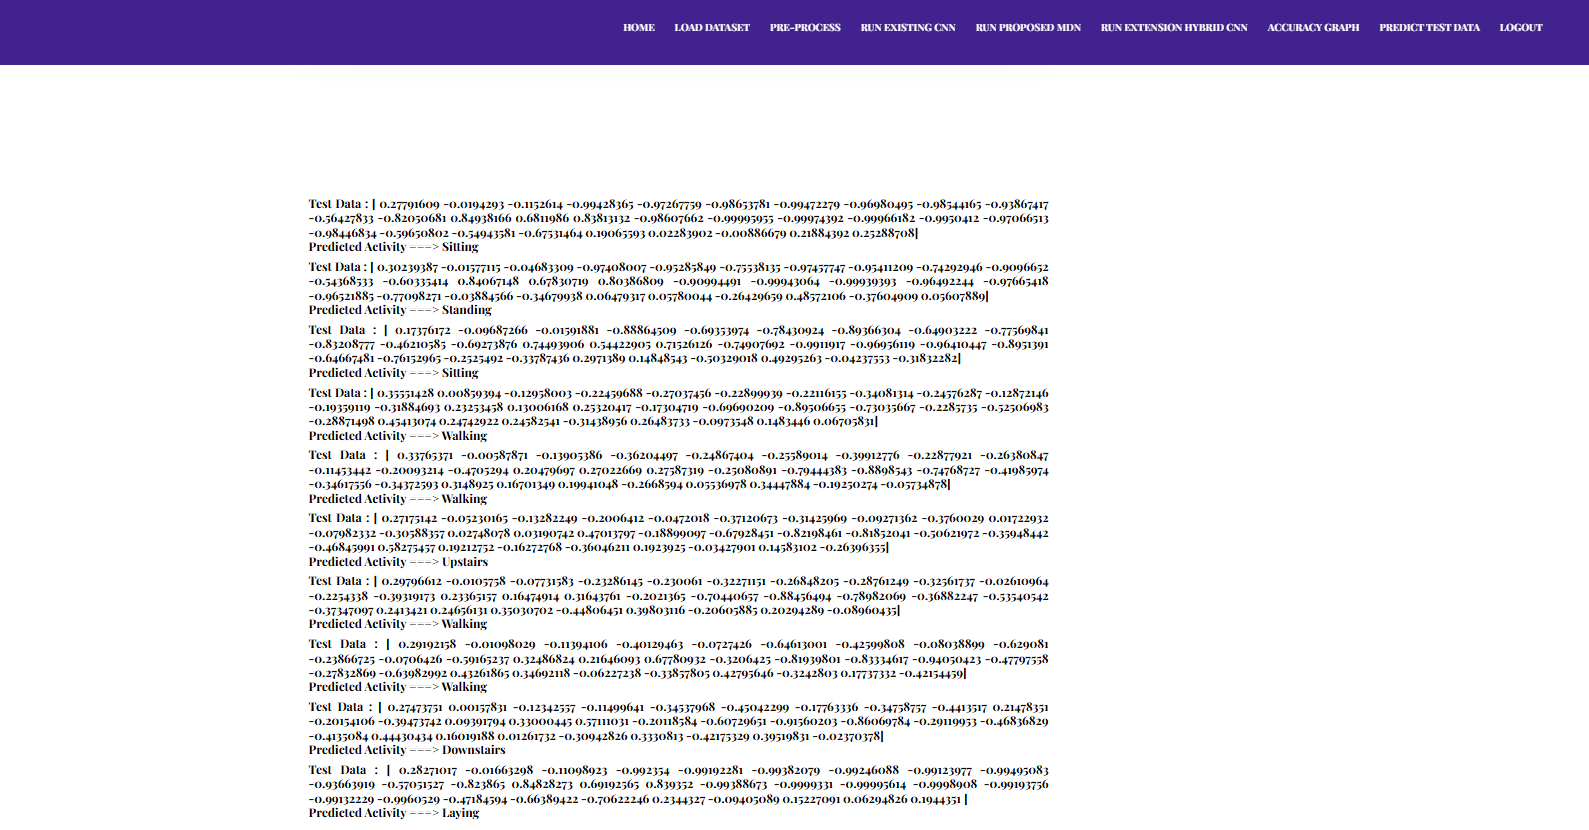 HOME LOAD DATASET PRE-PROCESS RUN EXISTING CNN RUN PROPOSED MDN RUN EXTENSION HYBRID CNN ACCURACY GRAPH PREDICT TEST DATA LOGOUT
Test Data : [ 0.27791609 -0.0194293 -0.1152614 -0.99428365 -0.97267759 -0.98653781 -0.99472279 -0.96980495 -0.98544165 -0.93867417
-0.56427833 -0.82050681 0.84938166 0.6811986 0.83813132 -0.98607662 -0.99995955 -0.99974392 -0.99966182 -0.9950412 -0.97066513
-0.98446834 -0.59650802 -0.54943581 -0.67531464 0.19065593 0.02283902 -0.00886679 0.21884392 0.25288708]
Predicted Activity ===> Sitting
Test Data : [ 0.30239387 -0.01577115 -0.04683309 -0.97408007 -0.95285849 -0.75538135 -0.97457747 -0.95411209 -0.74292946 -0.9096652
-0.54368533 -0.60335414 0.84067148 0.67830719 0.80386809 -0.90994491 -0.99943064 -0.99939393 -0.96492244 -0.97665418
-0.96521885 -0.77098271 -0.03884566 -0.34679938 0.06479317 0.05780044 -0.26429659 0.48572106 -0.37604909 0.05607889]
Predicted Activity ===> Standing
Test Data : [ 0.17376172 -0.09687266 -0.01591881 -0.88864509 -0.69353974 -0.78430924 -0.89366304 -0.64903222 -0.77569841
-0.83208777 -0.46210585 -0.69273876 0.74493906 0.54422905 0.71526126 -0.74907692 -0.9911917 -0.96956119 -0.96410447 -0.8951391
-0.64667481 -0.76152965 -0.2525492 -0.33787436 0.2971389 0.14848543 -0.50329018 0.49295263 -0.04237553 -0.31832282]
Predicted Activity ===> Sitting
Test Data : [ 0.35551428 0.00859394 -0.12958003 -0.22459688 -0.27037456 -0.22899939 -0.22116155 -0.34081314 -0.24576287 -0.12872146
-0.19359119 -0.31884693 0.23253458 0.13006168 0.25320417 -0.17304719 -0.69690209 -0.89506655 -0.73035667 -0.2285735 -0.52506983
-0.28871498 0.45413074 0.24742922 0.24582541 -0.31438956 0.26483733 -0.0973548 0.1483446 0.06705831]
Predicted Activity ===> Walking
Test Data : [ 0.33765371 -0.00587871 -0.13905386 -0.36204497 -0.24867404 -0.25589014 -0.39912776 -0.22877921 -0.26380847
-0.11453442 -0.20093214 -0.4705294 0.20479697 0.27022669 0.27587319 -0.25080891 -0.79444383 -0.8898543 -0.74768727 -0.41985974
-0.34617556 -0.34372593 0.3148925 0.16701349 0.19941048 -0.2668594 0.05536978 0.34447884 -0.19250274 -0.05734878]
Predicted Activity ===> Walking
Test Data : [ 0.27175142 -0.05230165 -0.13282249 -0.2006412 -0.0472018 -0.37120673 -0.31425969 -0.09271362 -0.3760029 0.01722932
-0.07982332 -0.30588357 0.02748078 0.03190742 0.47013797 -0.18899097 -0.67928451 -0.82198461 -0.81852041 -0.50621972 -0.35948442
-0.46845991 0.58275457 0.19212752 -0.16272768 -0.36046211 0.1923925 -0.03427901 0.14583102 -0.26396355]
Predicted Activity ===> Upstairs
Test Data : [ 0.29796612 -0.0105758 -0.07731583 -0.23286145 -0.230061 -0.32271151 -0.26848205 -0.28761249 -0.32561737 -0.02610964
-0.2254338 -0.39319173 0.23365157 0.16474914 0.31643761 -0.2021365 -0.70440657 -0.88456494 -0.78982069 -0.36882247 -0.53540542
-0.37347097 0.2413421 0.24656131 0.35030702 -0.44806451 0.39803116 -0.20605885 0.20294289 -0.08960435]
Predicted Activity ===> Walking
Test Data : [ 0.29192158 -0.01098029 -0.11394106 -0.40129463 -0.0727426 -0.64613001 -0.42599808 -0.08038899 -0.629081
-0.23866725 -0.0706426 -0.59165237 0.32486824 0.21646093 0.67780932 -0.3206425 -0.81939801 -0.83334617 -0.94050423 -0.47797558
-0.27832869 -0.63982992 0.43261865 0.34692118 -0.06227238 -0.33857805 0.42795646 -0.3242803 0.17737332 -0.42154459]
Predicted Activity ===> Walking
Test Data : [ 0.27473751 0.00157831 -0.12342557 -0.11499641 -0.34537968 -0.45042299 -0.17763336 -0.34758757 -0.4413517 0.21478351
-0.20154106 -0.39473742 0.09391794 0.33000445 0.57111031 -0.20118584 -0.60729651 -0.91560203 -0.86069784 -0.29119953 -0.46836829
-0.4135084 0.44430434 0.16019188 0.01261732 -0.30942826 0.3330813 -0.42175329 0.39519831 -0.02370378]
Predicted Activity ===> Downstairs
Test Data : [ 0.28271017 -0.01663298 -0.11098923 -0.992354 -0.99192281 -0.99382079 -0.99246088 -0.99123977 -0.99495083
-0.93663919 -0.57051527 -0.823865 0.84828273 0.69192565 0.839352 -0.99388673 -0.9999331 -0.99995614 -0.9998908 -0.99193756
-0.99132229 -0.9960529 -0.47184594 -0.66389422 -0.70622246 0.2344327 -0.09405089 0.15227091 0.06294826 0.1944351 ]
Predicted Activity ===> Laying